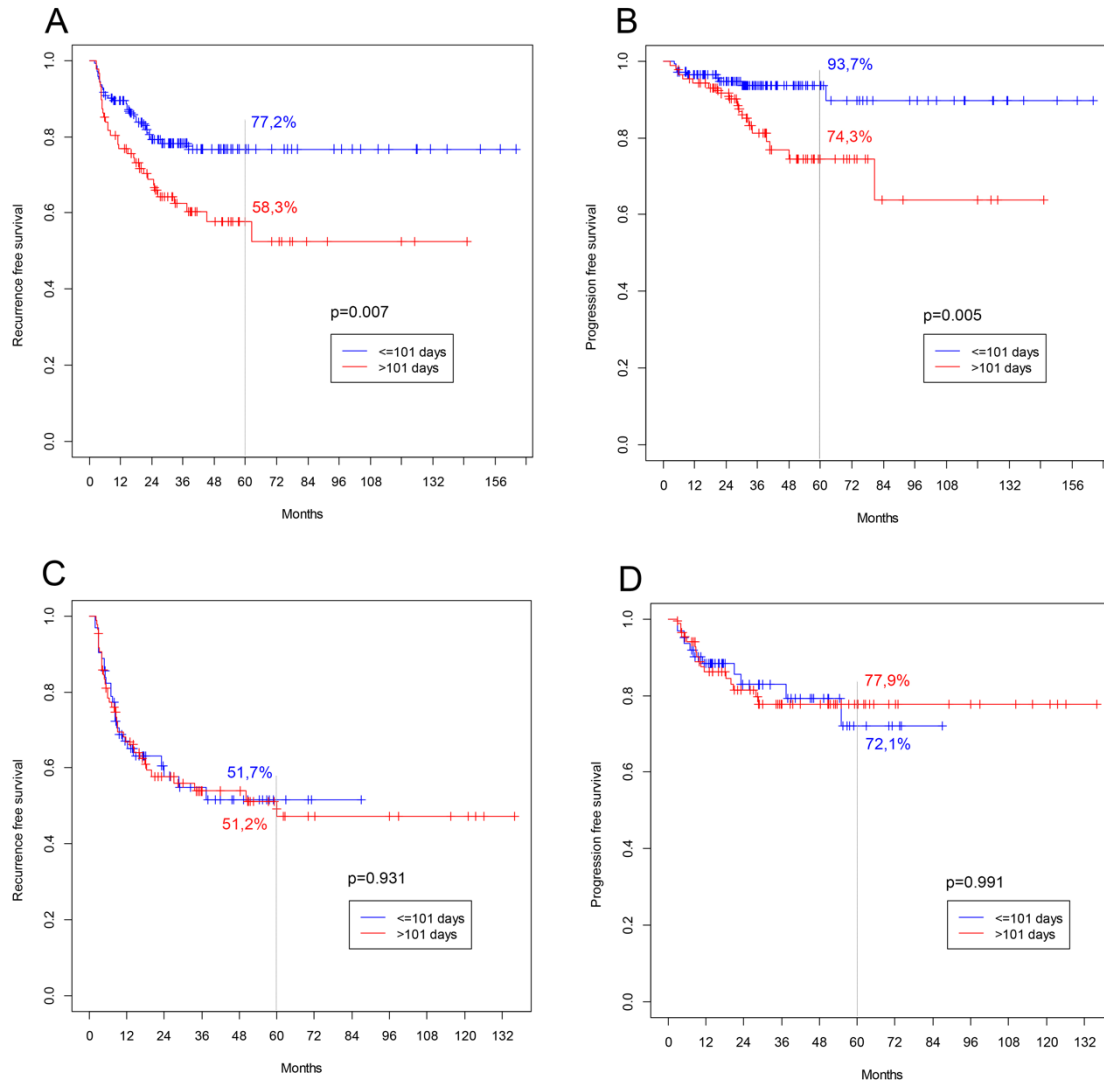 A
Recurrence free survival
1.0
0.8
0.6
0.4
0.2
0.0
77,2%
58,3%
p=0.007
<=101 days
>101 days
0 12 24 36 48 60 72 84 96 108 132 156
Months
B
Progression free survival
1.0
0.8
0.6
0.4
0.2
0.0
93,7%
74,3%
p=0.005
<=101 days
>101 days
0 12 24 36 48 60 72 84 96 108 132 156
Months
C
Recurrence free survival
1.0
0.8
0.6
0.4
0.2
0.0
51,7%
51,2%
p=0.931
<=101 days
>101 days
0 12 24 36 48 60 72 84 96 108 120 132
Months
D
Progression free survival
1.0
0.8
0.6
0.4
0.2
0.0
77,9%
72,1%
p=0.991
<=101 days
>101 days
0 12 24 36 48 60 72 84 96 108 120 132
Months